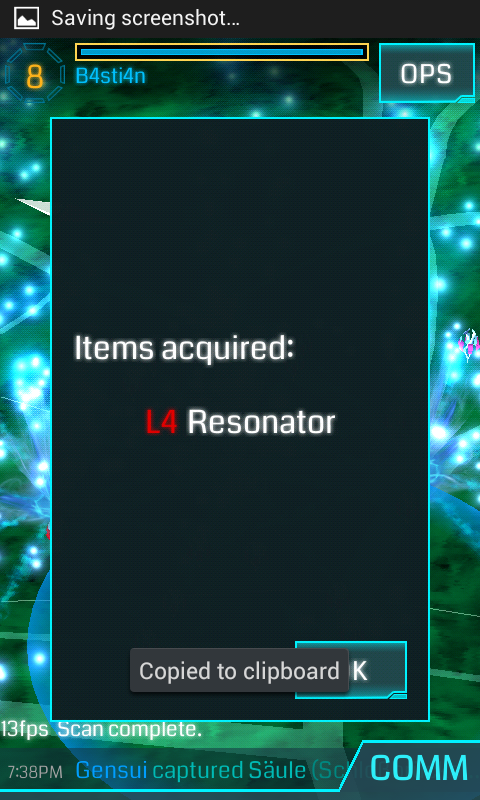 Saving screenshot…
8
B4sti4n
OPS
Items acquired:
L4 Resonator
Copied to clipboard
K
13fps Scan complete.
7:38PM Gensui captured Säule (Sch
COMM